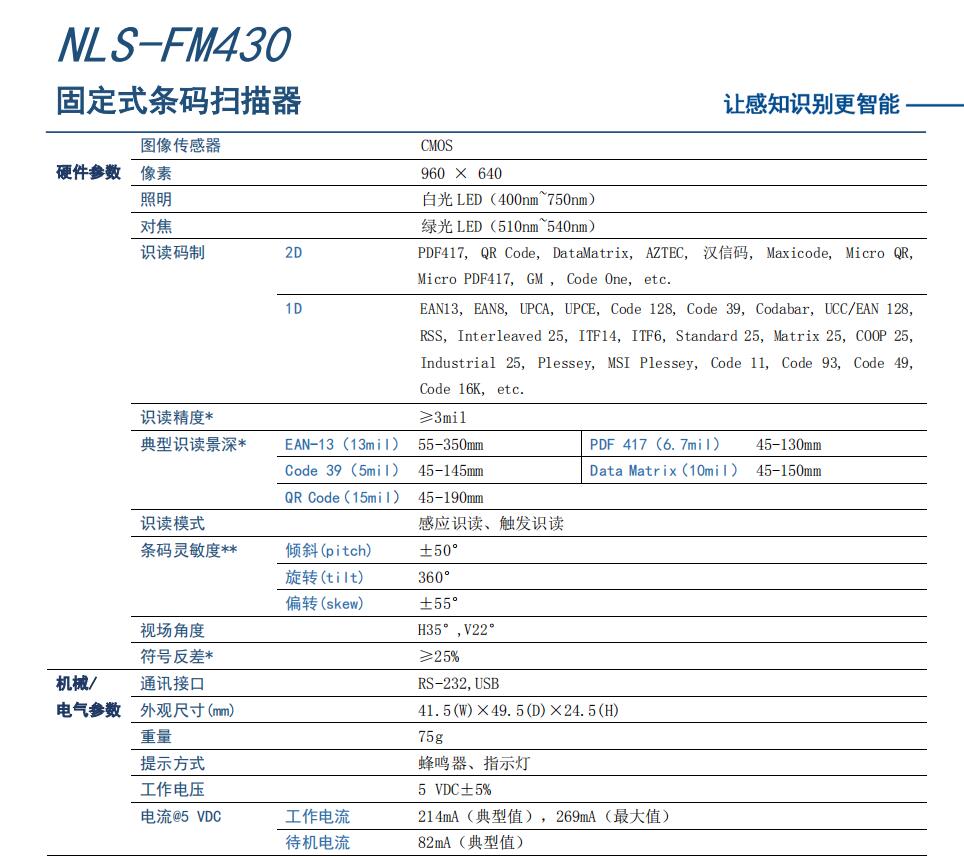 NLS-FM430
固定式条码扫描器
让感知识别更智能
硬件参数
图像传感器 CMOS
像素 960 × 640
照明 白光LED（400nm~750nm）
对焦 绿光LED（510nm~540nm）
识读码制 2D PDF417, QR Code, DataMatrix, AZTEC, 汉信码, Maxicode, Micro QR,
Micro PDF417, GM , Code One, etc.
1D EAN13, EAN8, UPCA, UPCE, Code 128, Code 39, Codabar, UCC/EAN 128,
RSS, Interleaved 25, ITF14, ITF6, Standard 25, Matrix 25, COOP 25,
Industrial 25, Plessey, MSI Plessey, Code 11, Code 93, Code 49,
Code 16K, etc.
识读精度* ≥3mil
典型识读景深* EAN-13（13mil） 55-350mm PDF 417（6.7mil） 45-130mm
Code 39（5mil） 45-145mm Data Matrix（10mil） 45-150mm
QR Code（15mil） 45-190mm
识读模式 感应识读、触发识读
条码灵敏度** 倾斜(pitch) ±50°
旋转(tilt) 360°
偏转(skew) ±55°
视场角度 H35°,V22°
符号反差* ≥25%
机械/
电气参数
通讯接口 RS-232,USB
外观尺寸(mm) 41.5(W)×49.5(D)×24.5(H)
重量 75g
提示方式 蜂鸣器、指示灯
工作电压 5 VDC±5%
电流@5 VDC 工作电流 214mA（典型值），269mA（最大值）
待机电流 82mA（典型值）